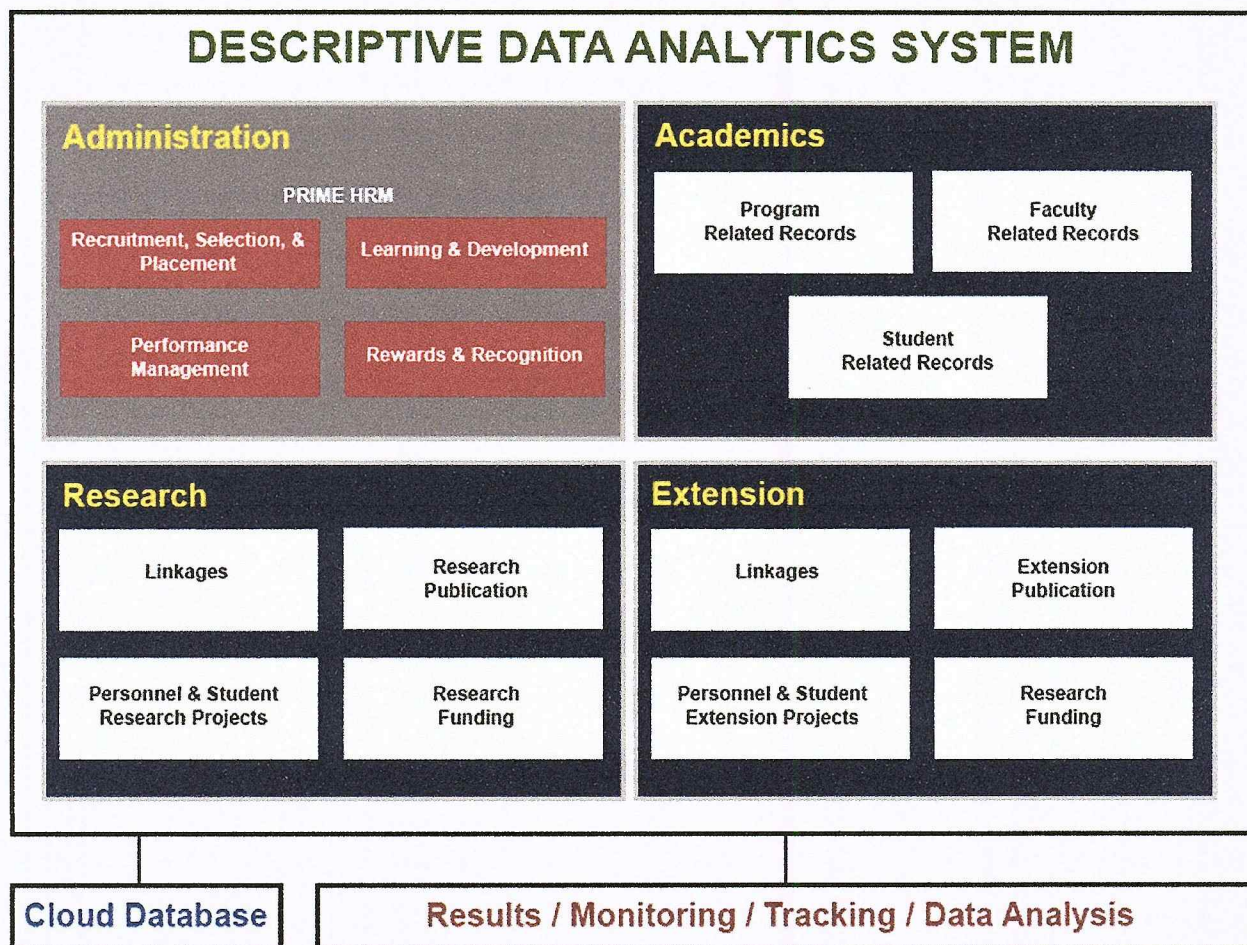 DESCRIPTIVE DATA ANALYTICS SYSTEM
Administration
PRIME HRM
Recruitment, Selection, &
Placement
Learning & Development
Performance
Management
Rewards & Recognition
Academics
Program
Related Records
Faculty
Related Records
Student
Related Records
Research
Linkages
Research
Publication
Personnel & Student
Research Projects
Research
Funding
Extension
Linkages
Extension
Publication
Personnel & Student
Extension Projects
Research
Funding
Cloud Database
Results / Monitoring / Tracking / Data Analysis